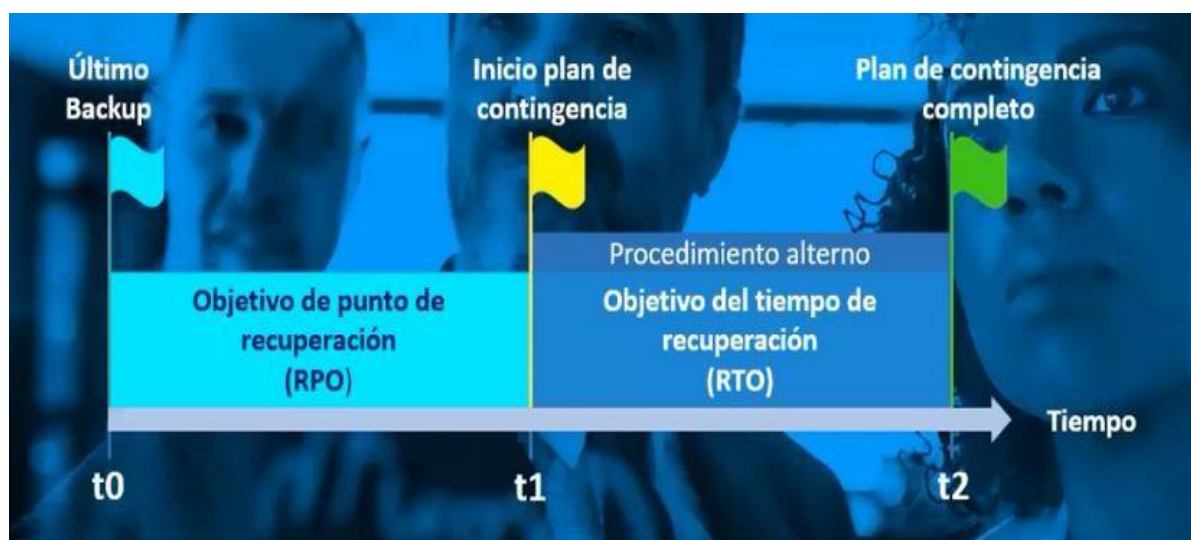 Último
Backup
Inicio plan de
contingencia
Plan de contingencia
completo
Procedimiento alterno
Objetivo de punto de
recuperación
(RPO)
Objetivo del tiempo de
recuperación
(RTO)
Tiempo
t0
t1
t2